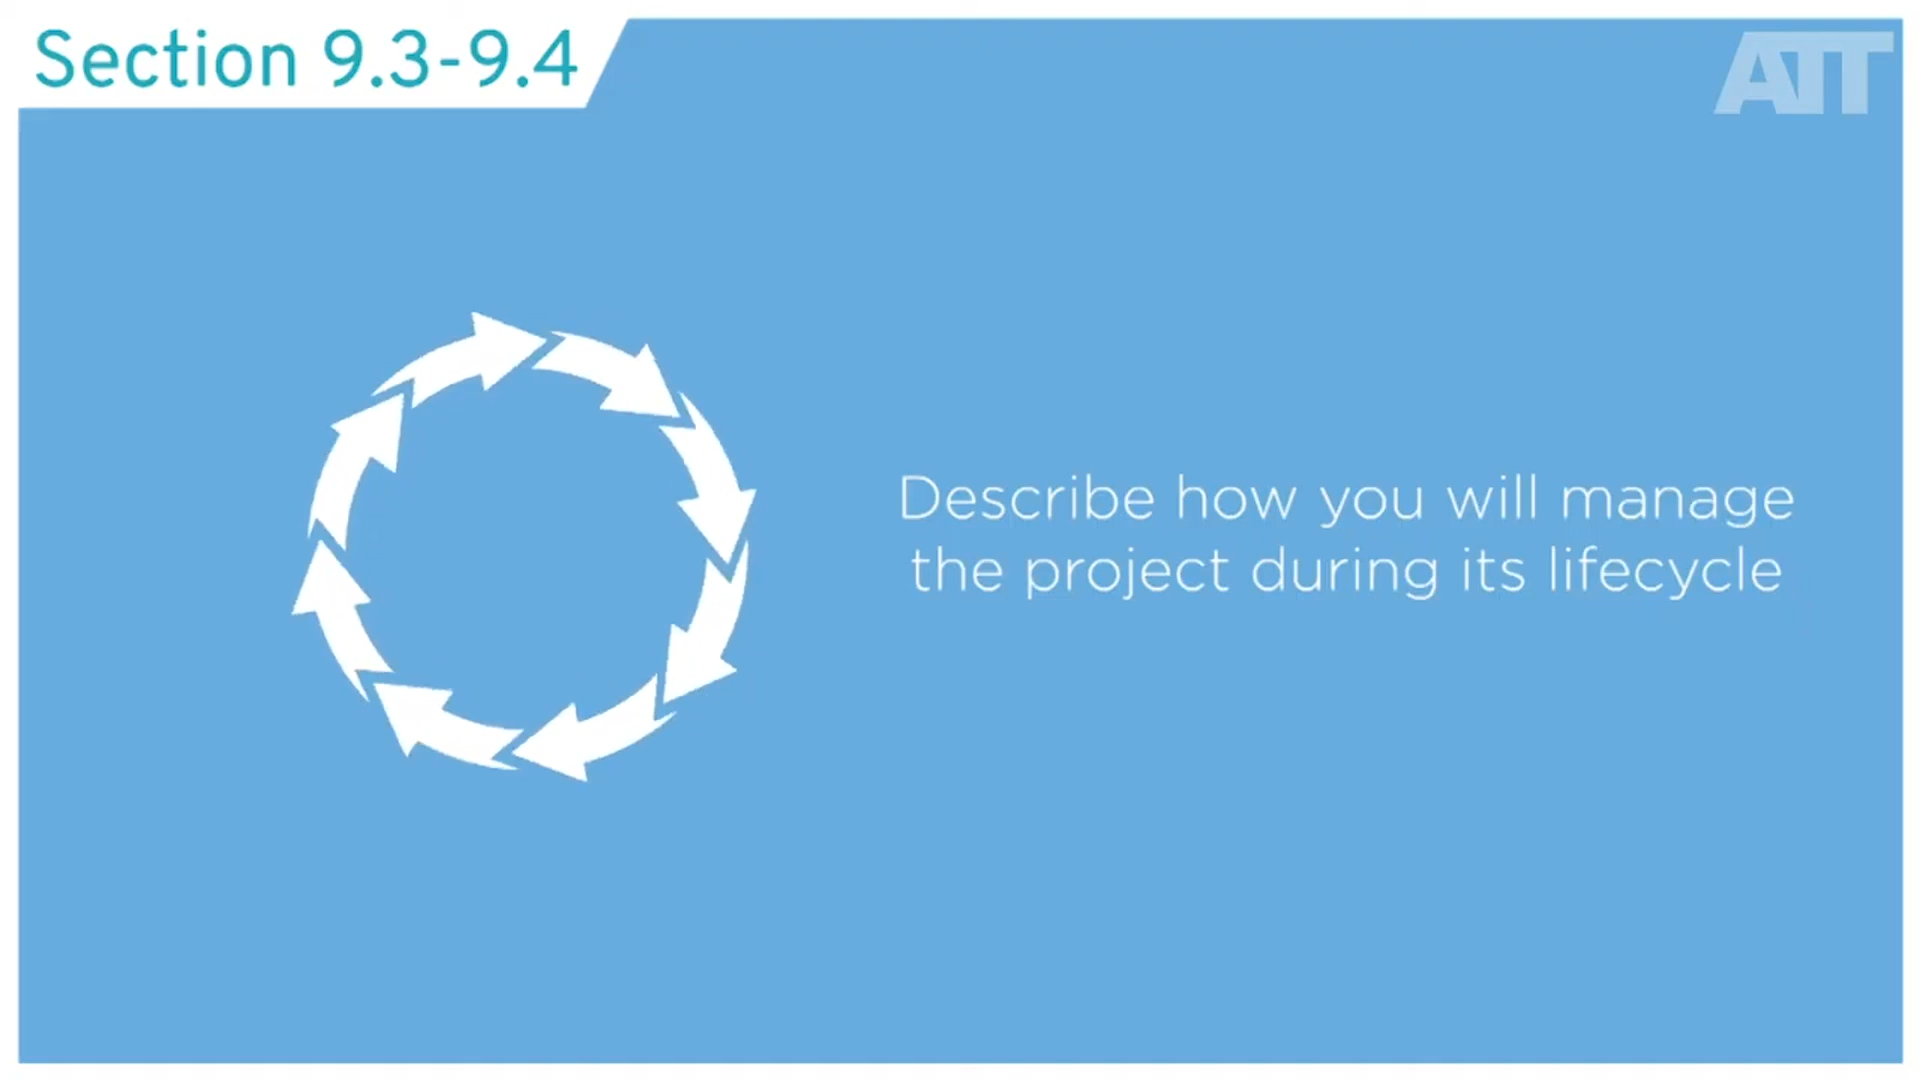 Section 9.3-9.4
ATT
Describe how you will manage
the project during its lifecycle